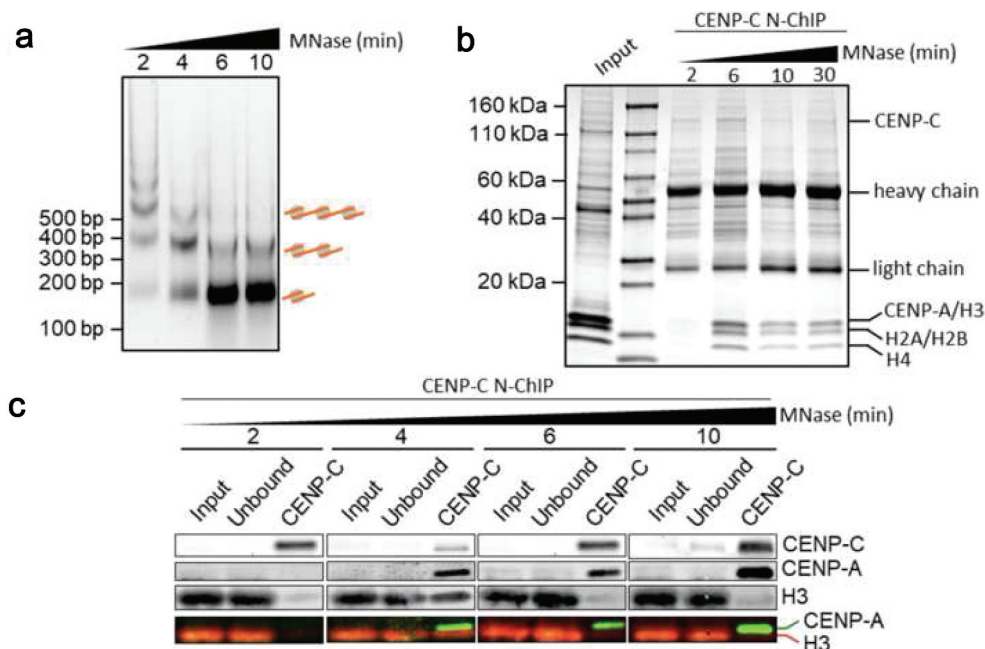 a
MNase (min)
2 4 6 10
500 bp
400 bp
300 bp
200 bp
100 bp
b
CENP-C N-ChIP
MNase (min)
Input
2 6 10 30
160 kDa
110 kDa
60 kDa
40 kDa
20 kDa
CENP-C
heavy chain
light chain
CENP-A/H3
H2A/H2B
H4
c
CENP-C N-ChIP
MNase (min)
2 4 6 10
Input Unbound CENP-C Input Unbound CENP-C Input Unbound CENP-C Input Unbound CENP-C
CENP-C
CENP-A
H3
CENP-A
H3